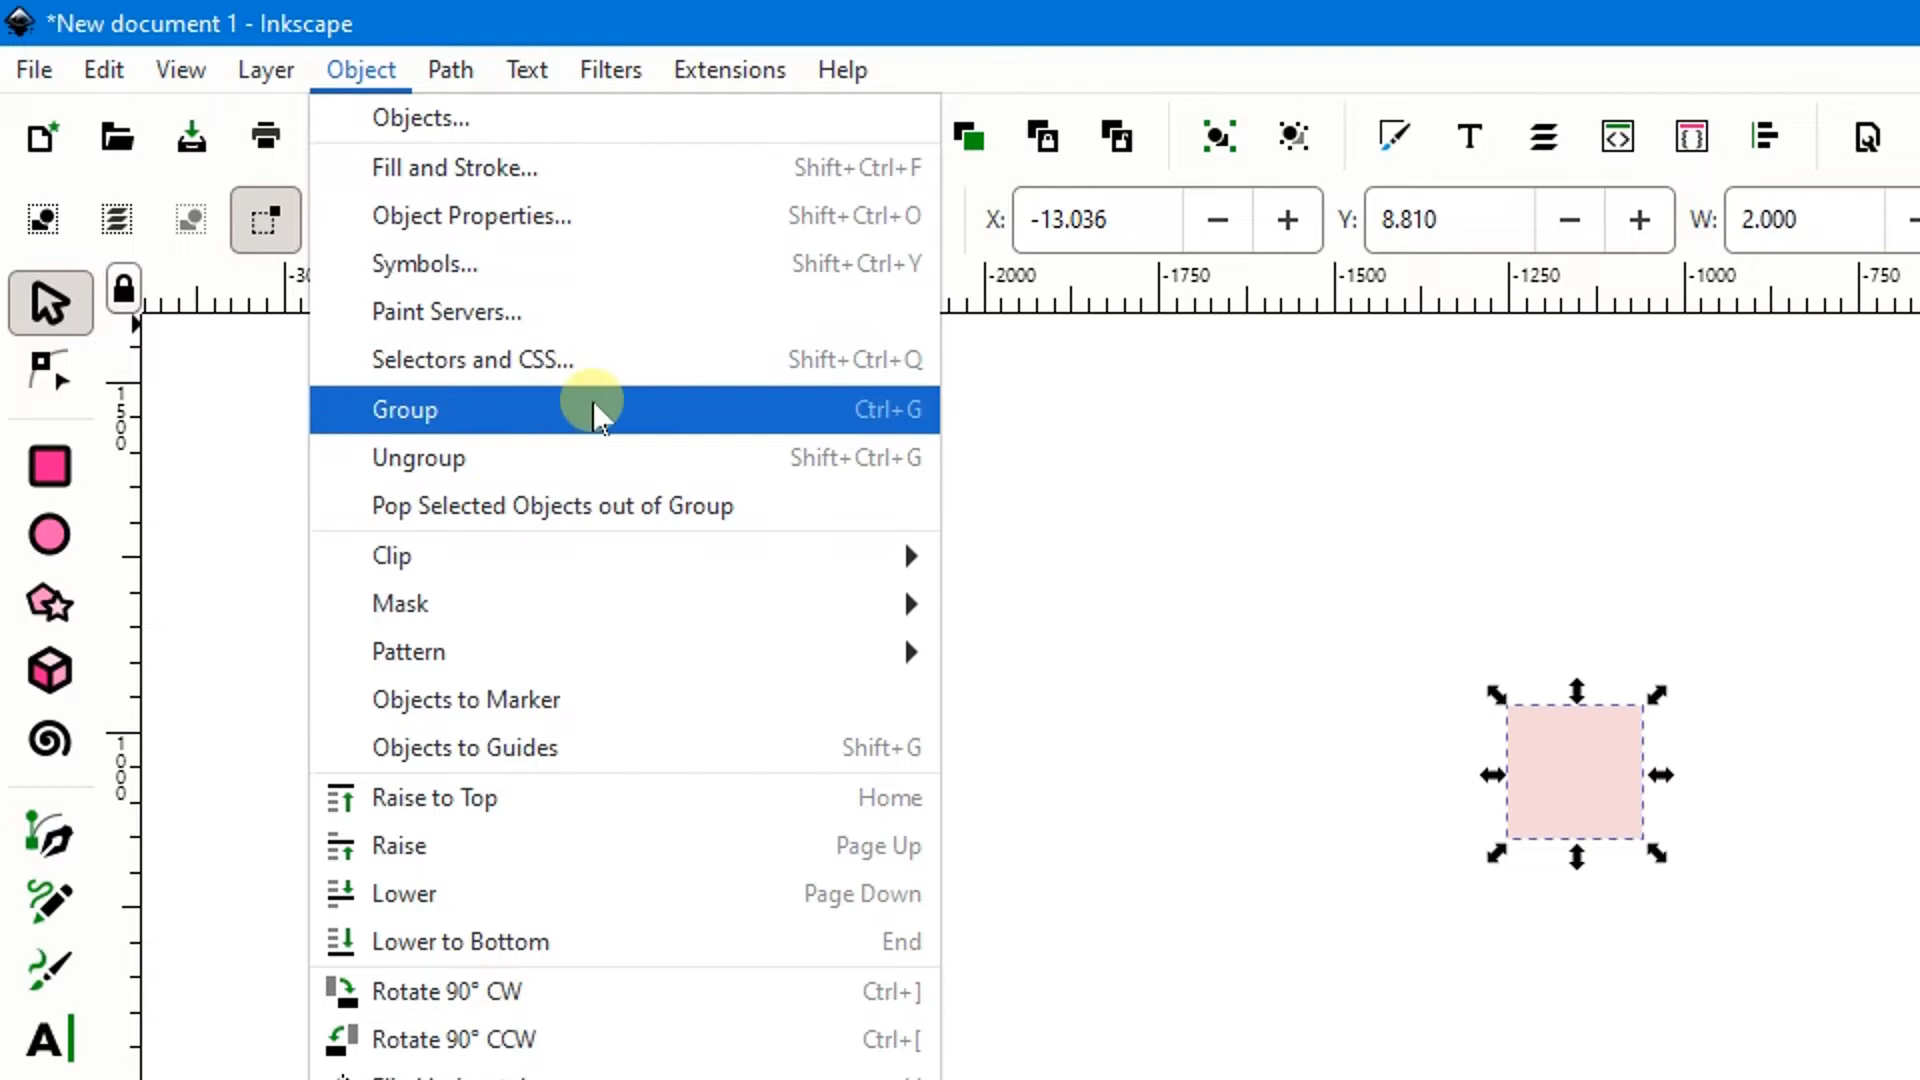 *New document 1 - Inkscape
File Edit View Layer Object Path Text Filters Extensions Help
X: -13.036 Y: 8.810 W: 2.000
-2000 -1750 -1500 -1250 -1000 -750
1500
1000
Objects...
Fill and Stroke... Shift+Ctrl+F
Object Properties... Shift+Ctrl+O
Symbols... Shift+Ctrl+Y
Paint Servers...
Selectors and CSS... Shift+Ctrl+Q
Group Ctrl+G
Ungroup Shift+Ctrl+G
Pop Selected Objects out of Group
Clip
Mask
Pattern
Objects to Marker
Objects to Guides Shift+G
Raise to Top Home
Raise Page Up
Lower Page Down
Lower to Bottom End
Rotate 90° CW Ctrl+]
Rotate 90° CCW Ctrl+[